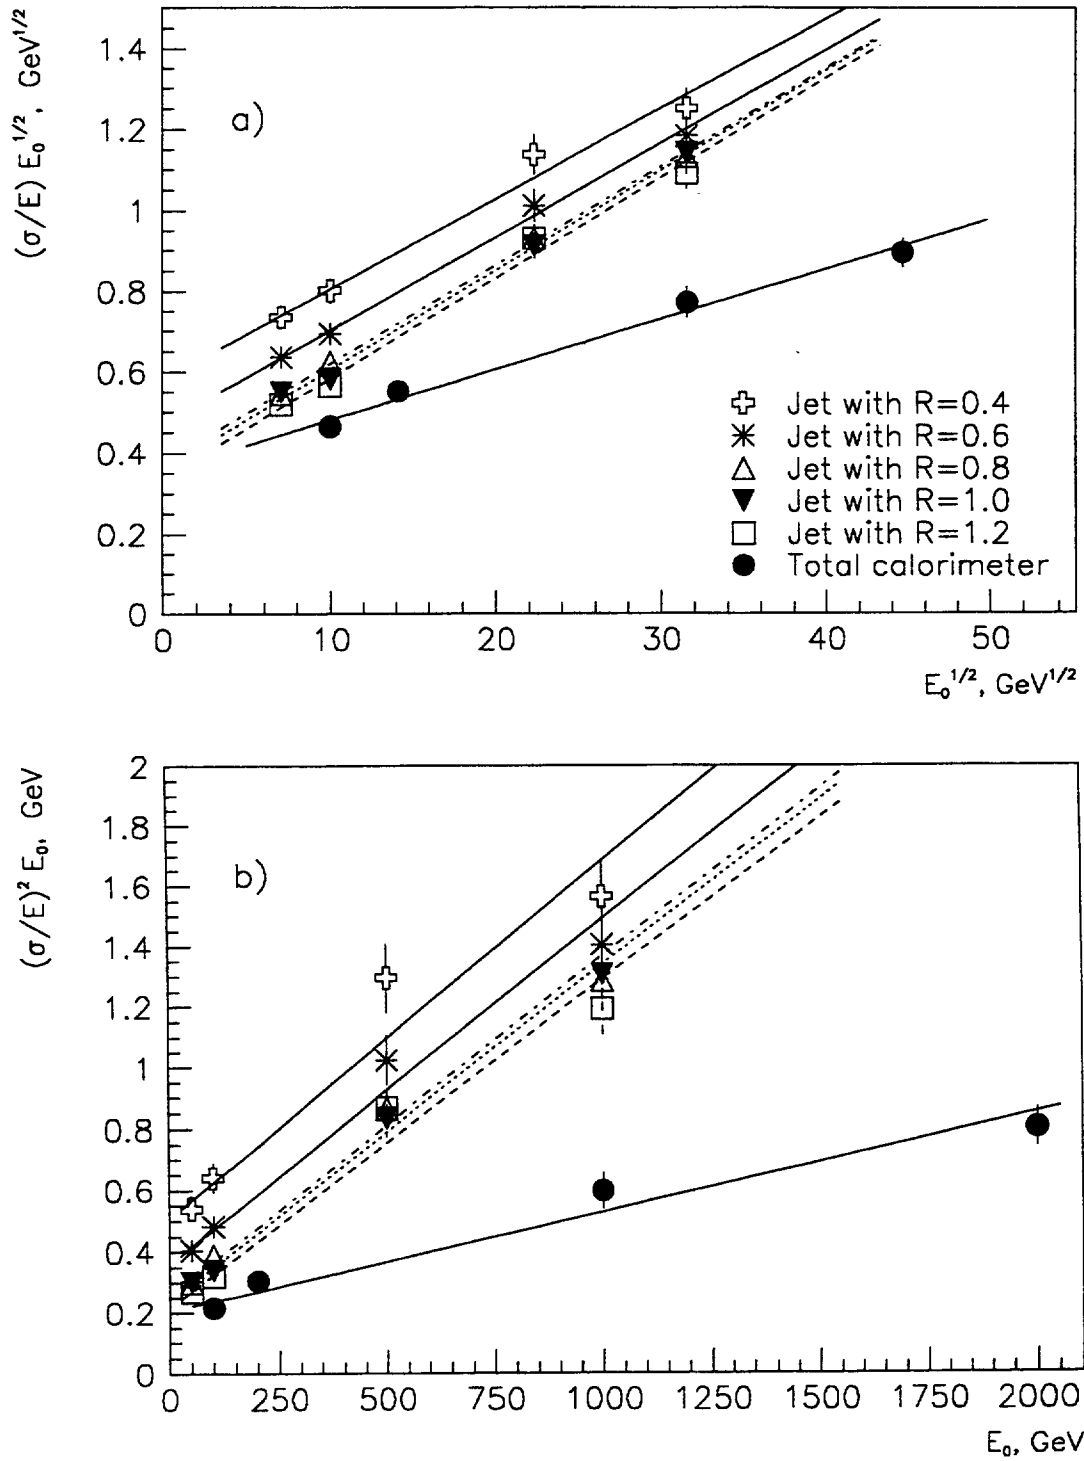 (σ/E) E₀^1/2, GeV^1/2
1.4
1.2
1
0.8
0.6
0.4
0.2
0
a)
Jet with R=0.4
Jet with R=0.6
Jet with R=0.8
Jet with R=1.0
Jet with R=1.2
Total calorimeter
0 10 20 30 40 50
E₀^1/2, GeV^1/2
(σ/E)² E₀, GeV
2
1.8
1.6
1.4
1.2
1
0.8
0.6
0.4
0.2
0
b)
0 250 500 750 1000 1250 1500 1750 2000
E₀, GeV